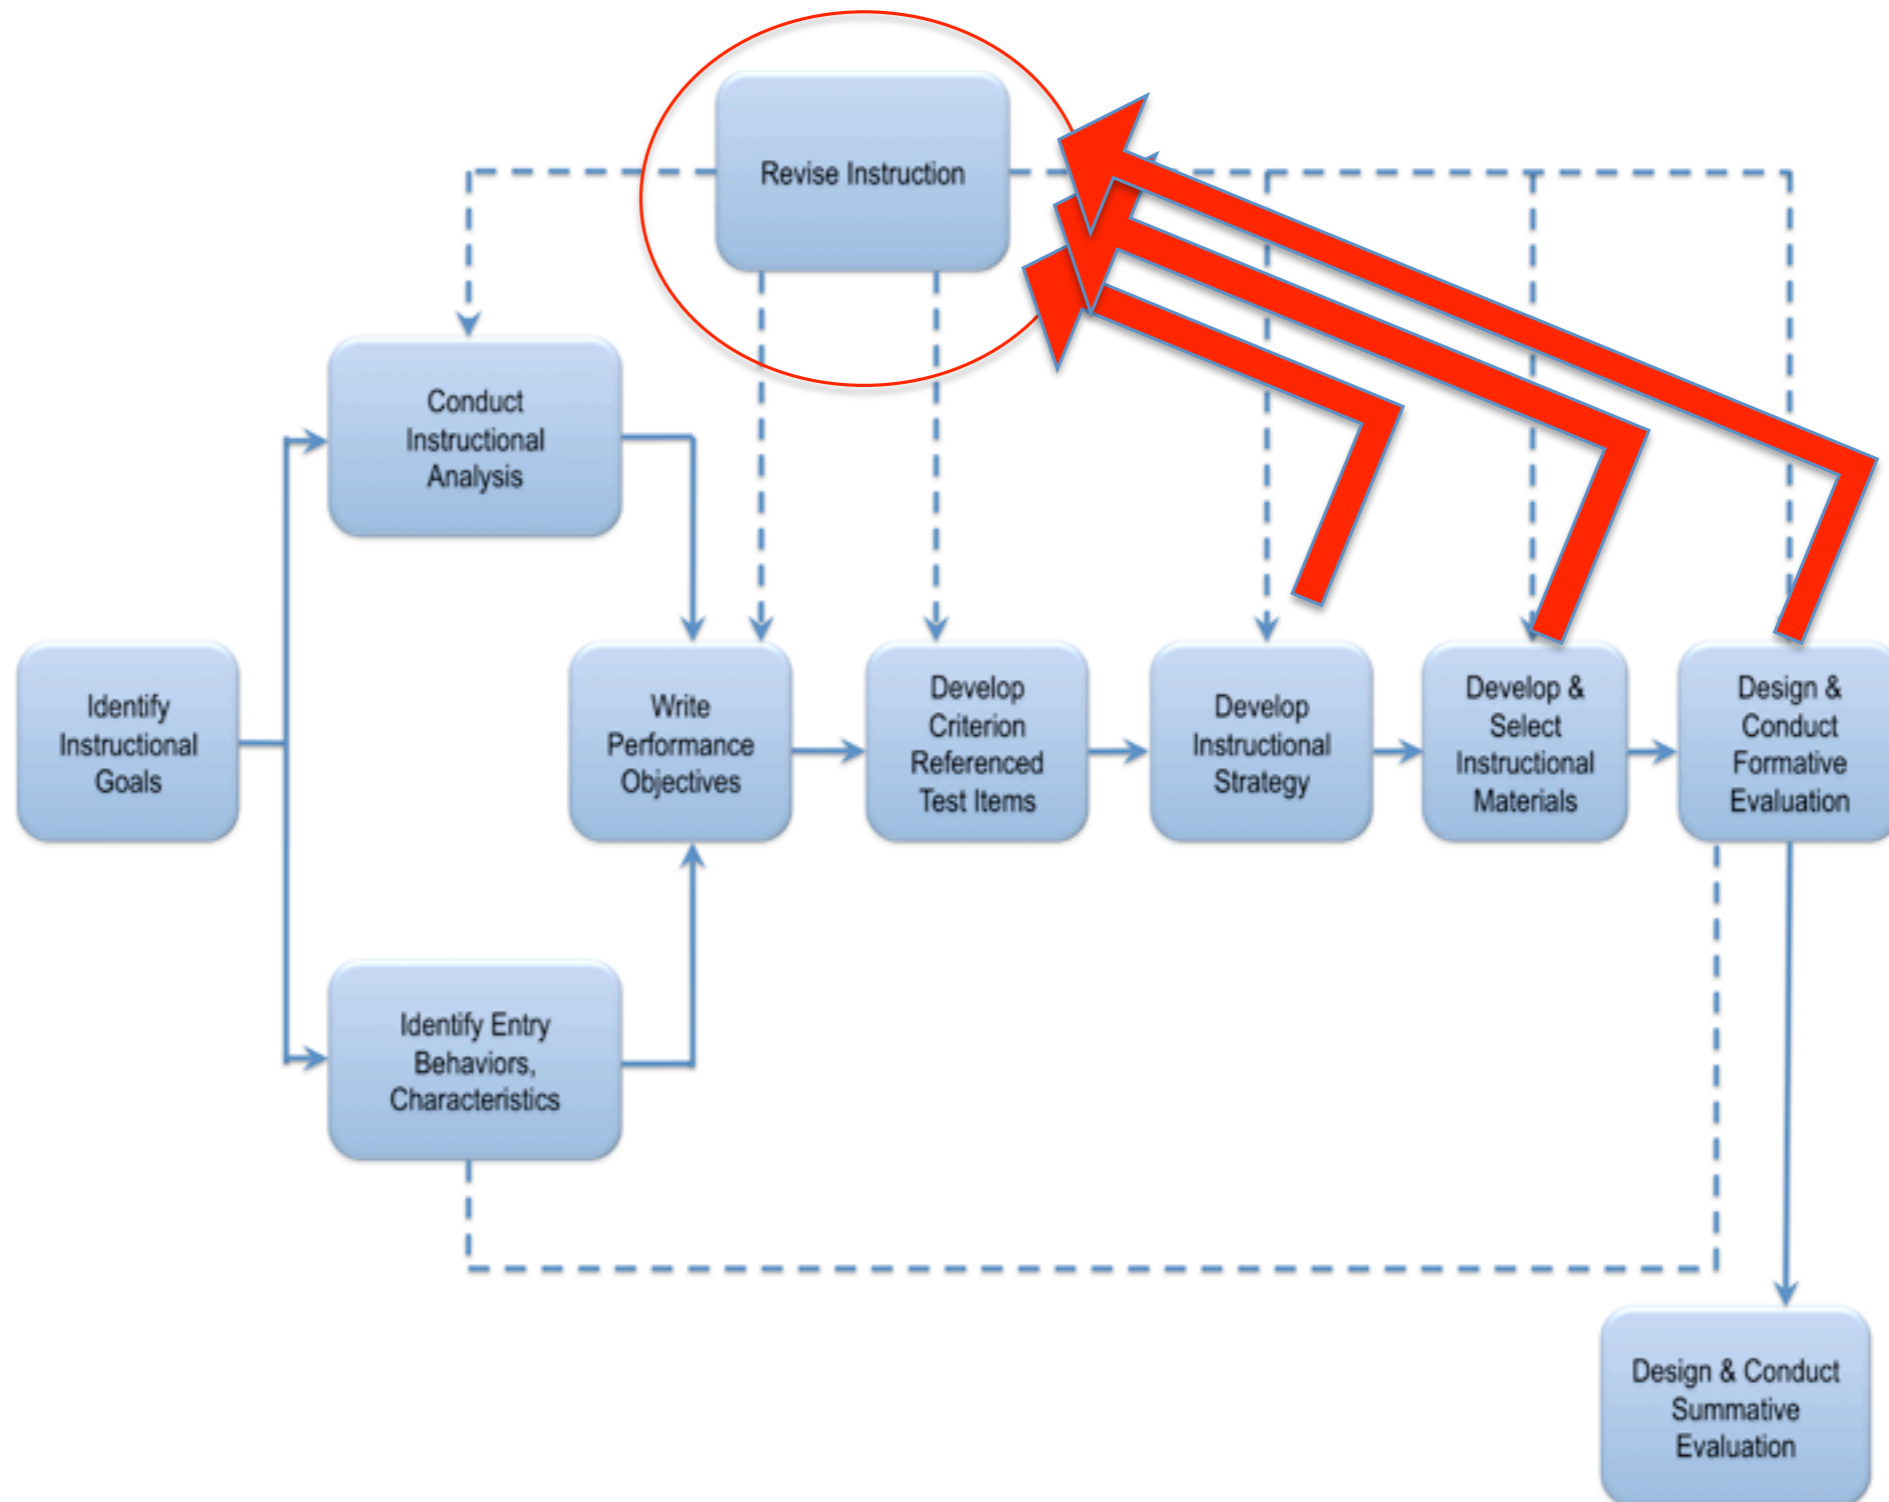 Revise Instruction
Conduct
Instructional
Analysis
Identify
Instructional
Goals
Write
Performance
Objectives
Develop
Criterion
Referenced
Test Items
Develop
Instructional
Strategy
Develop &
Select
Instructional
Materials
Design &
Conduct
Formative
Evaluation
Identify Entry
Behaviors,
Characteristics
Design & Conduct
Summative
Evaluation